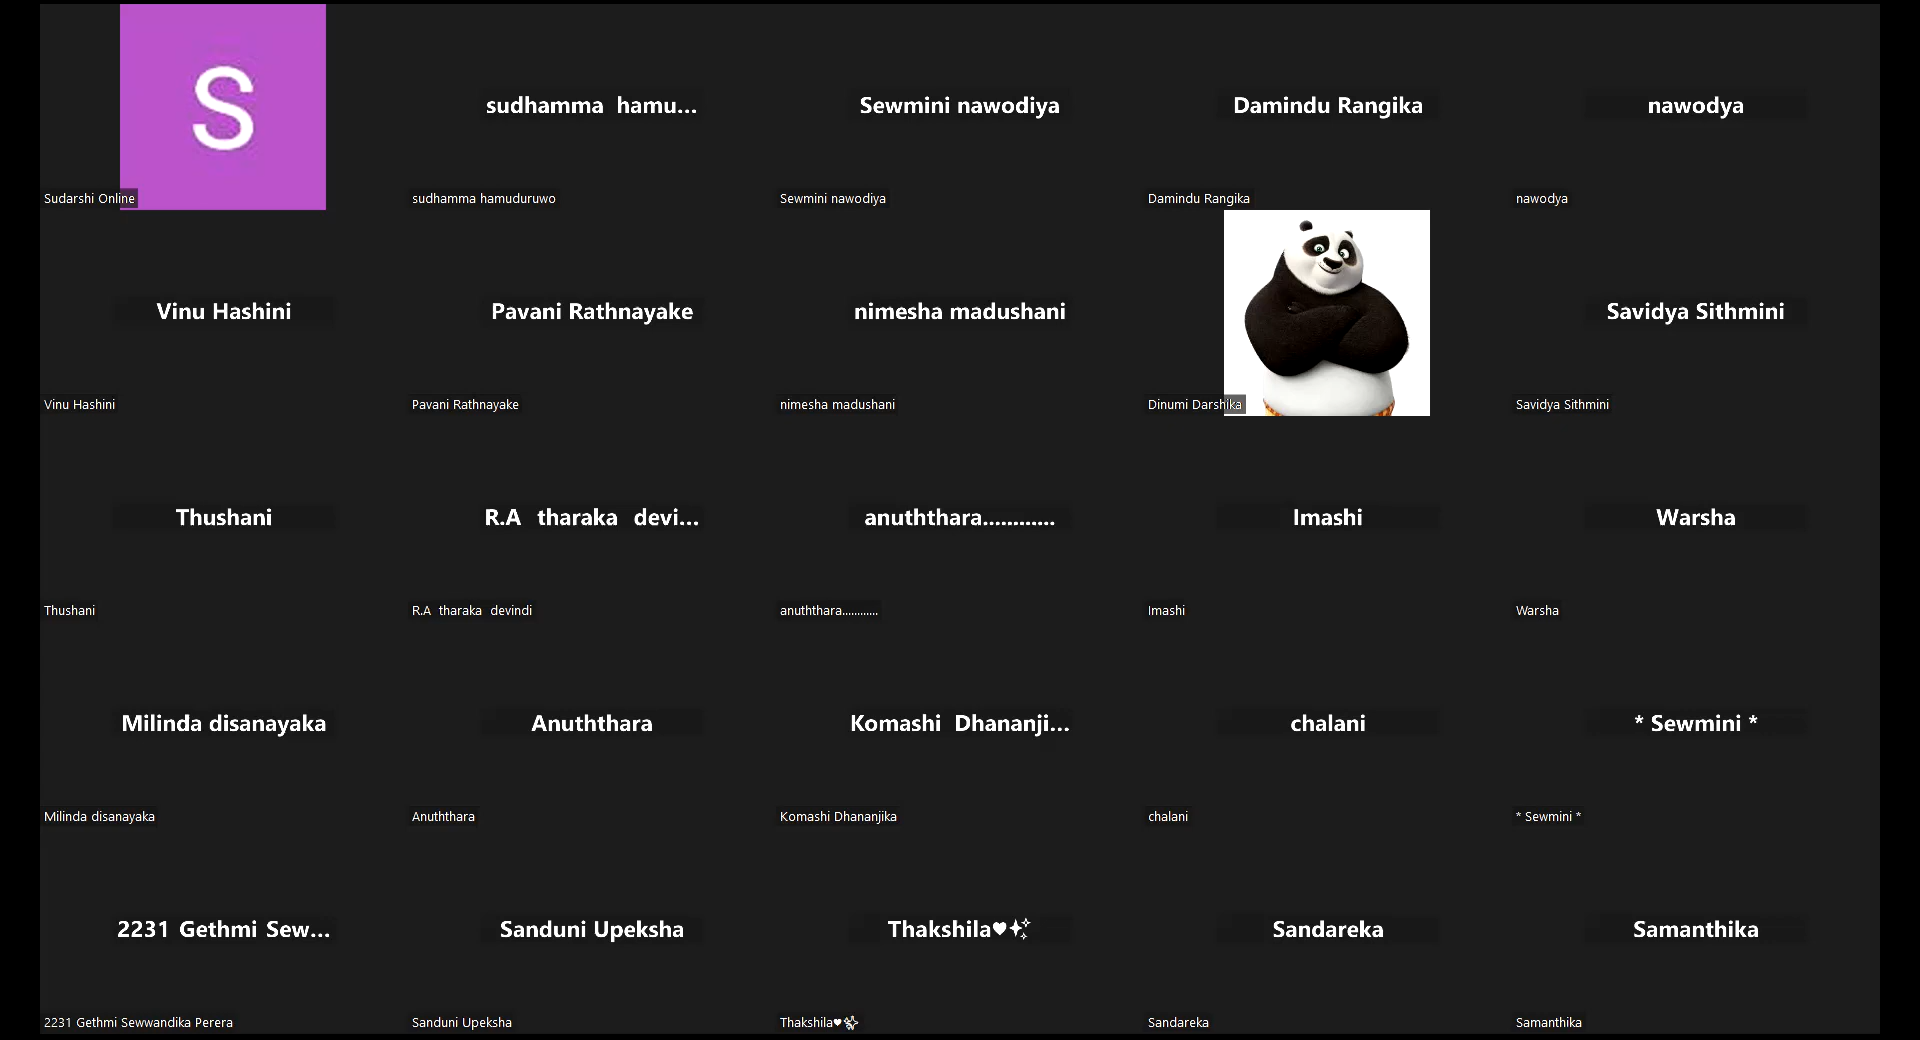 S
Sudarshi Online
sudhamma hamu...
sudhamma hamuduruwo
Sewmini nawodiya
Sewmini nawodiya
Damindu Rangika
Damindu Rangika
nawodya
nawodya
Vinu Hashini
Vinu Hashini
Pavani Rathnayake
Pavani Rathnayake
nimesha madushani
nimesha madushani
Dinumi Darshika
Savidya Sithmini
Savidya Sithmini
Thushani
Thushani
R.A tharaka devi...
R.A tharaka devindi
anuththara............
anuththara............
Imashi
Imashi
Warsha
Warsha
Milinda disanayaka
Milinda disanayaka
Anuththara
Anuththara
Komashi Dhananji...
Komashi Dhananjika
chalani
chalani
* Sewmini *
* Sewmini *
2231 Gethmi Sew...
2231 Gethmi Sewwandika Perera
Sanduni Upeksha
Sanduni Upeksha
Thakshila♥✨
Thakshila♥✨
Sandareka
Sandareka
Samanthika
Samanthika